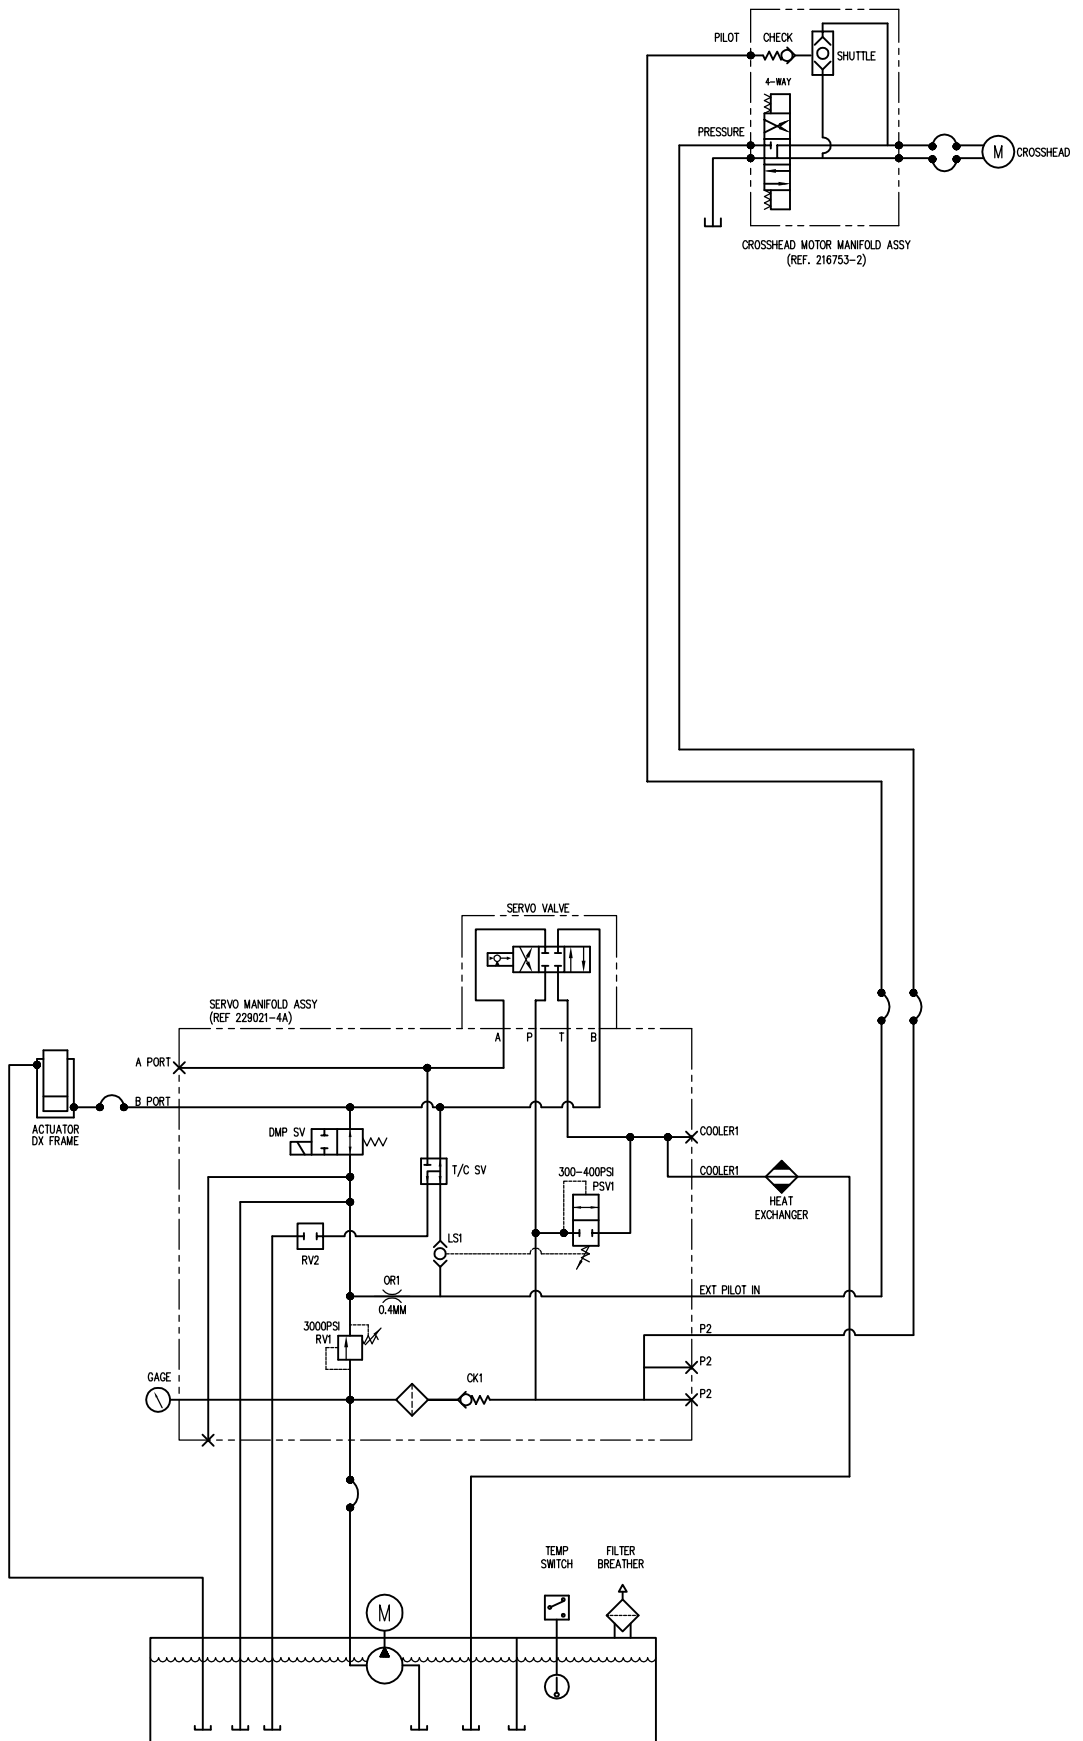 PILOT
CHECK
SHUTTLE
4-WAY
PRESSURE
M
CROSSHEAD
CROSSHEAD MOTOR MANIFOLD ASSY
(REF. 216753-2)
SERVO VALVE
SERVO MANIFOLD ASSY
(REF 229021-4A)
A
P
T
B
A PORT
B PORT
ACTUATOR
DX FRAME
DMP SV
COOLER1
T/C SV
300-400PSI
PSV1
COOLER1
HEAT
EXCHANGER
LS1
RV2
OR1
0.4MM
EXT PILOT IN
3000PSI
RV1
P2
P2
GAGE
CK1
P2
TEMP
SWITCH
FILTER
BREATHER
M